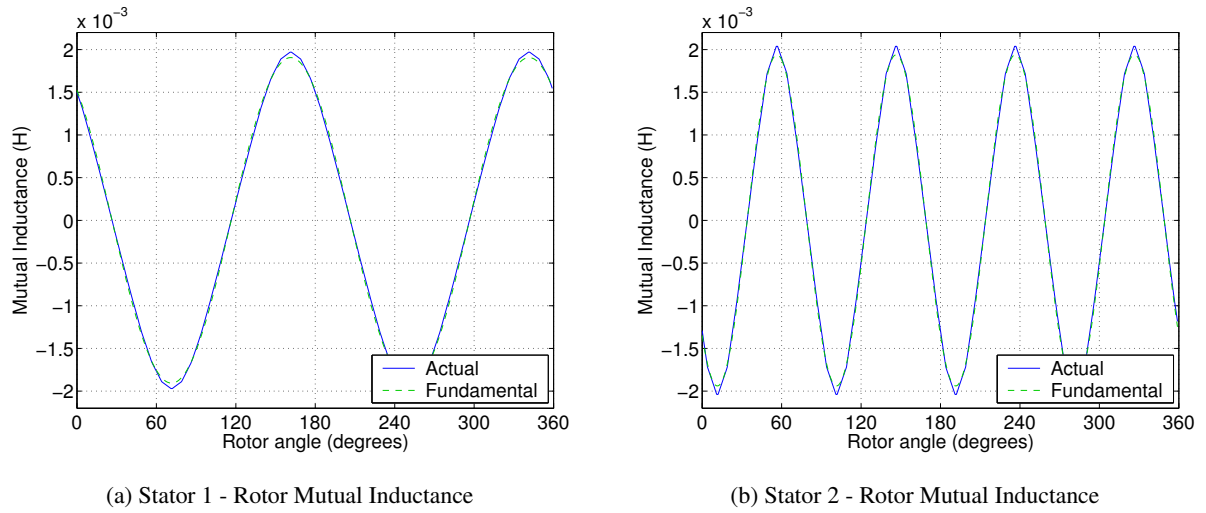 x 10−3
2
1.5
1
0.5
0
−0.5
−1
−1.5
−2
Mutual Inductance (H)
0 60 120 180 240 300 360
Rotor angle (degrees)
Actual
Fundamental
(a) Stator 1 - Rotor Mutual Inductance
x 10−3
2
1.5
1
0.5
0
−0.5
−1
−1.5
−2
Mutual Inductance (H)
0 60 120 180 240 300 360
Rotor angle (degrees)
Actual
Fundamental
(b) Stator 2 - Rotor Mutual Inductance